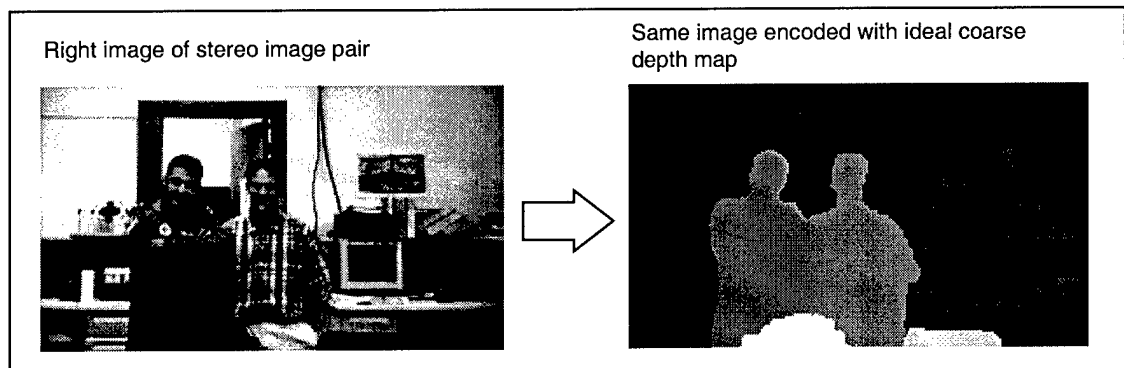 Right image of stereo image pair
Same image encoded with ideal coarse
depth map